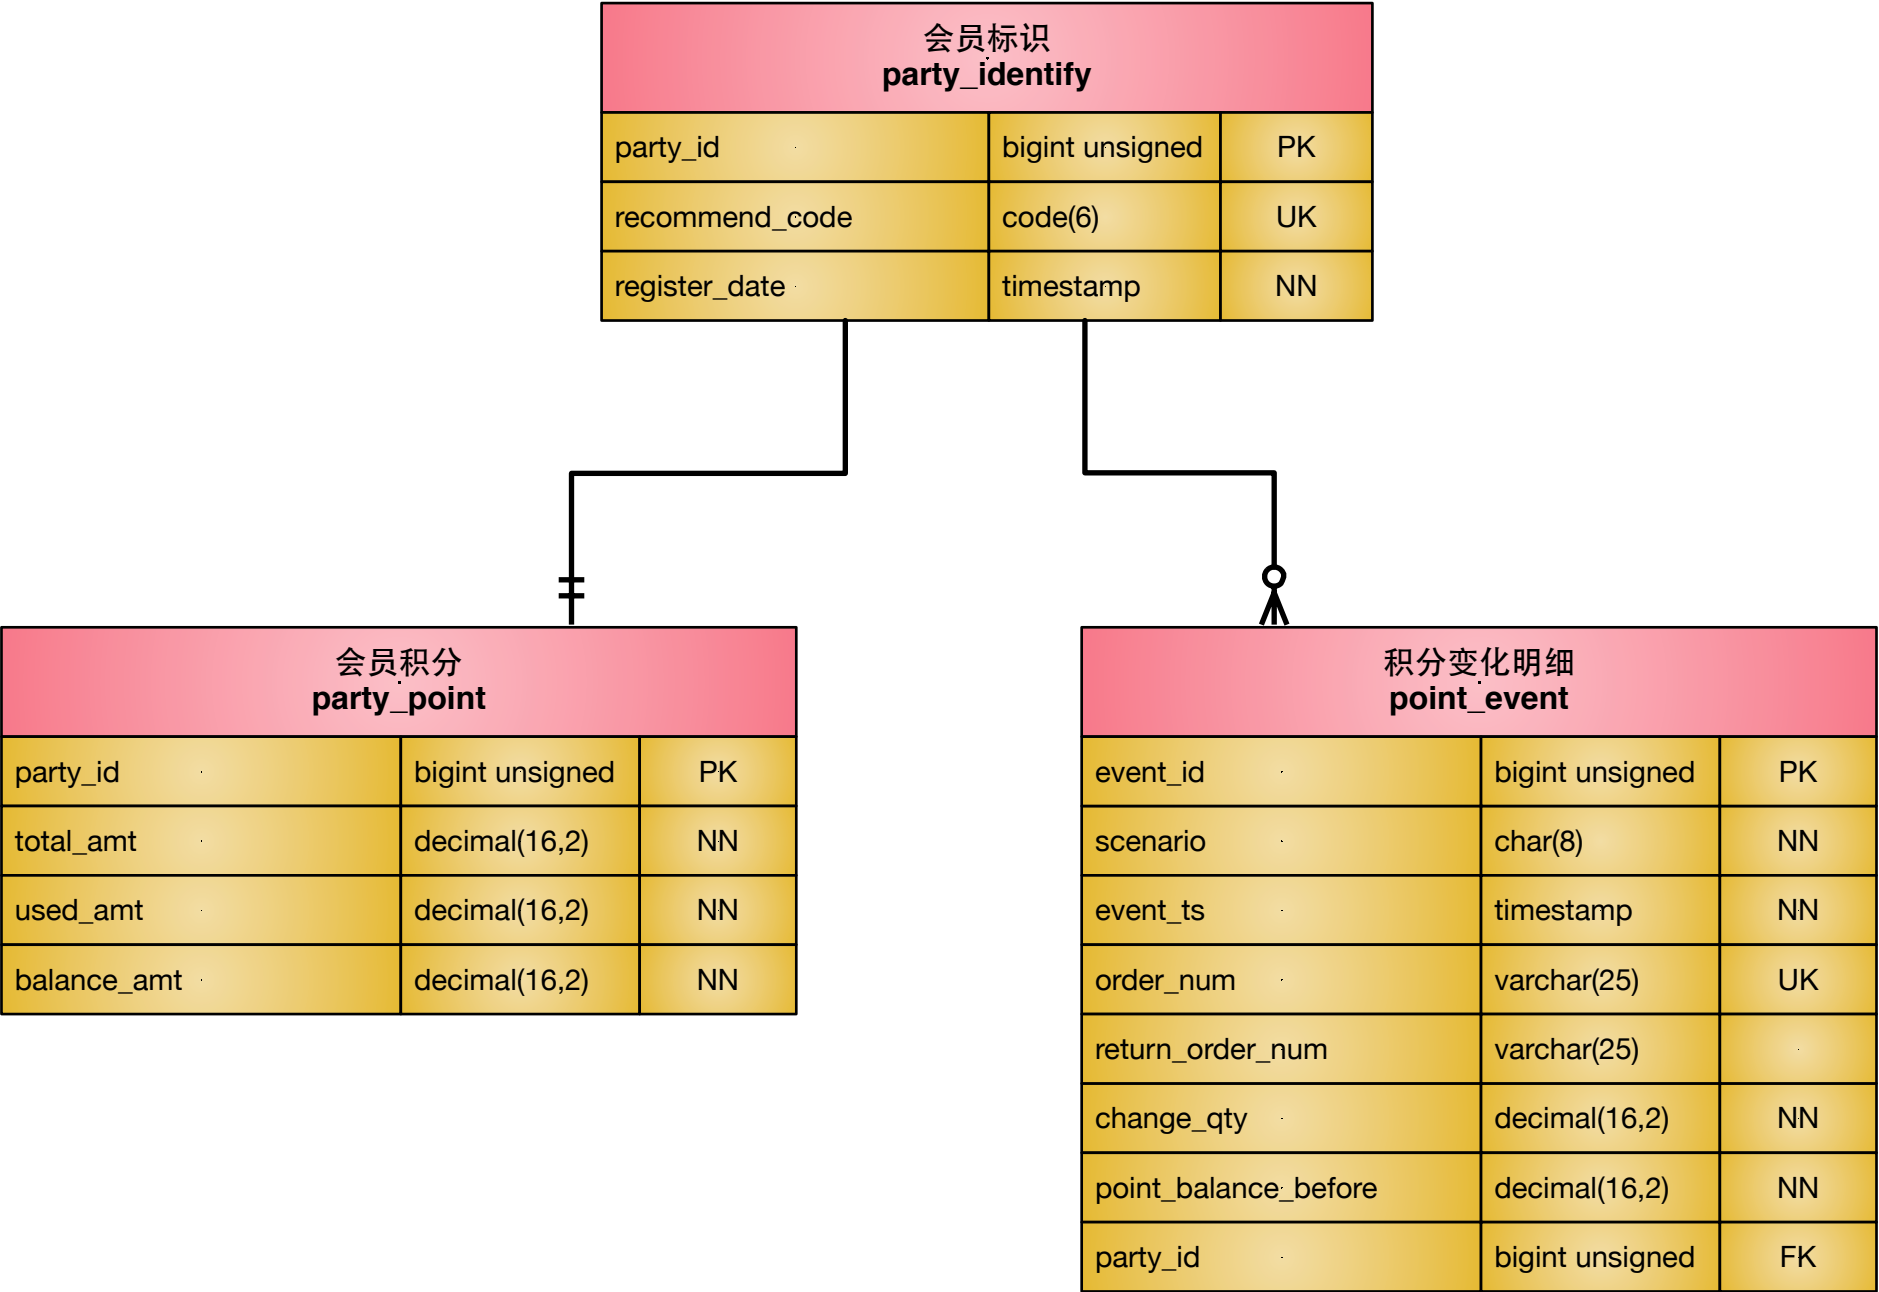 会员标识
party_identify
party_id bigint unsigned PK
recommend_code code(6) UK
register_date timestamp NN
会员积分
party_point
party_id bigint unsigned PK
total_amt decimal(16,2) NN
used_amt decimal(16,2) NN
balance_amt decimal(16,2) NN
积分变化明细
point_event
event_id bigint unsigned PK
scenario char(8) NN
event_ts timestamp NN
order_num varchar(25) UK
return_order_num varchar(25)
change_qty decimal(16,2) NN
point_balance_before decimal(16,2) NN
party_id bigint unsigned FK